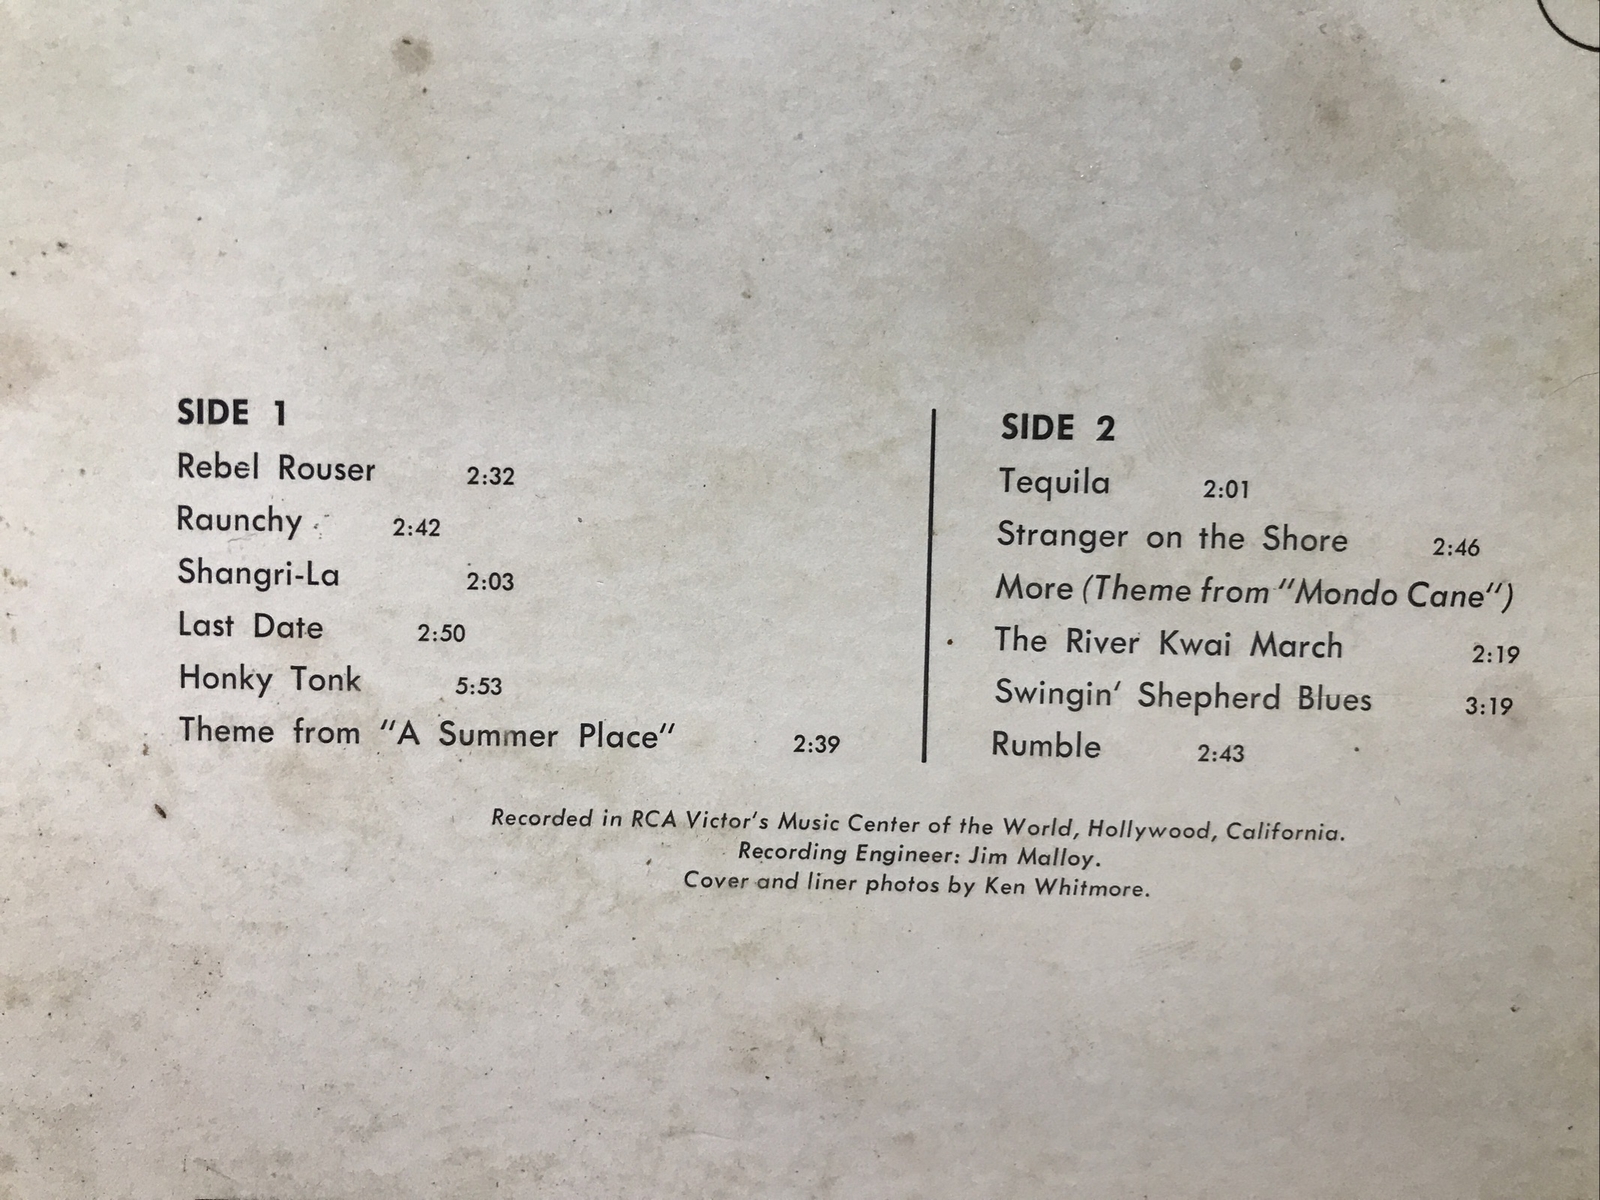 SIDE 1
Rebel Rouser 2:32
Raunchy 2:42
Shangri-La 2:03
Last Date 2:50
Honky Tonk 5:53
Theme from "A Summer Place" 2:39
SIDE 2
Tequila 2:01
Stranger on the Shore 2:46
More (Theme from "Mondo Cane")
The River Kwai March 2:19
Swingin' Shepherd Blues 3:19
Rumble 2:43
Recorded in RCA Victor's Music Center of the World, Hollywood, California.
Recording Engineer: Jim Malloy.
Cover and liner photos by Ken Whitmore.